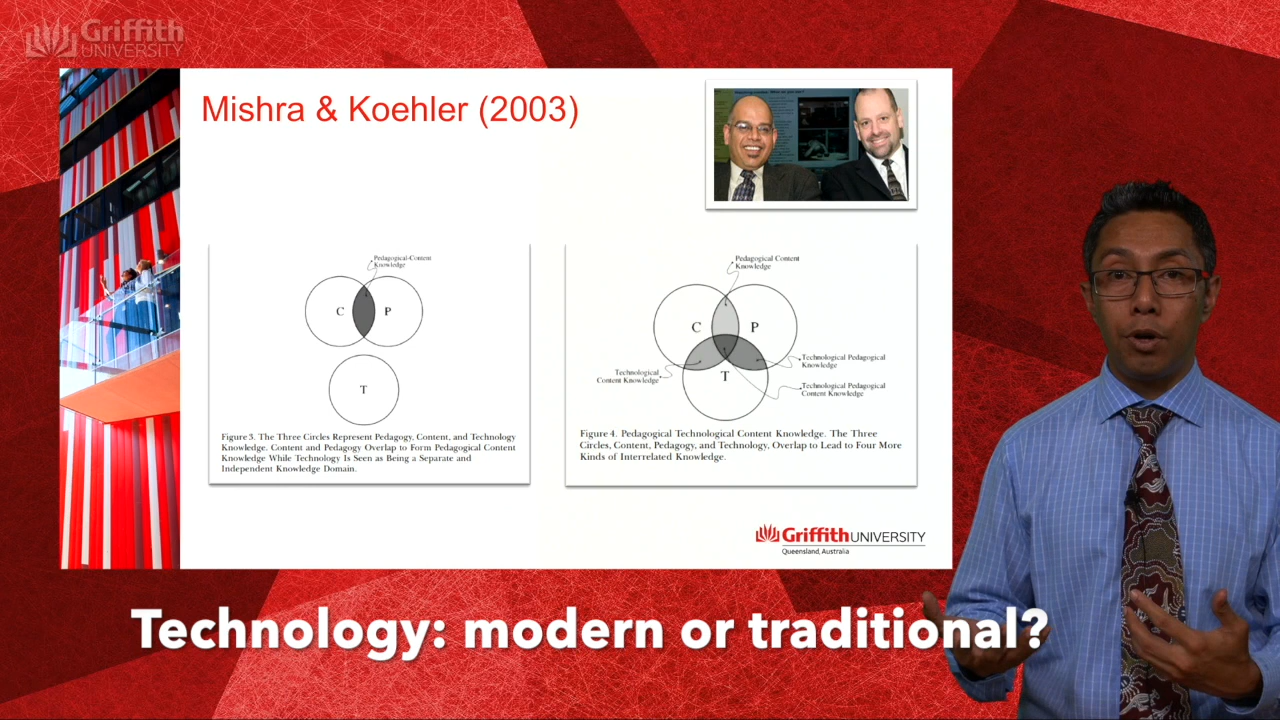 Griffith
UNIVERSITY
Mishra & Koehler (2003)
Pedagogical-Content
Knowledge
C
P
T
Figure 3. The Three Circles Represent Pedagogy, Content, and Technology
Knowledge. Content and Pedagogy Overlap to Form Pedagogical Content
Knowledge While Technology Is Seen as Being a Separate and
Independent Knowledge Domain.
Pedagogical Content
Knowledge
C
P
Technological Pedagogical
Knowledge
Technological
Content Knowledge
T
Technological Pedagogical
Content Knowledge
Figure 4. Pedagogical Technological Content Knowledge. The Three
Circles, Content, Pedagogy, and Technology, Overlap to Lead to Four More
Kinds of Interrelated Knowledge.
Griffith UNIVERSITY
Queensland, Australia
Technology: modern or traditional?